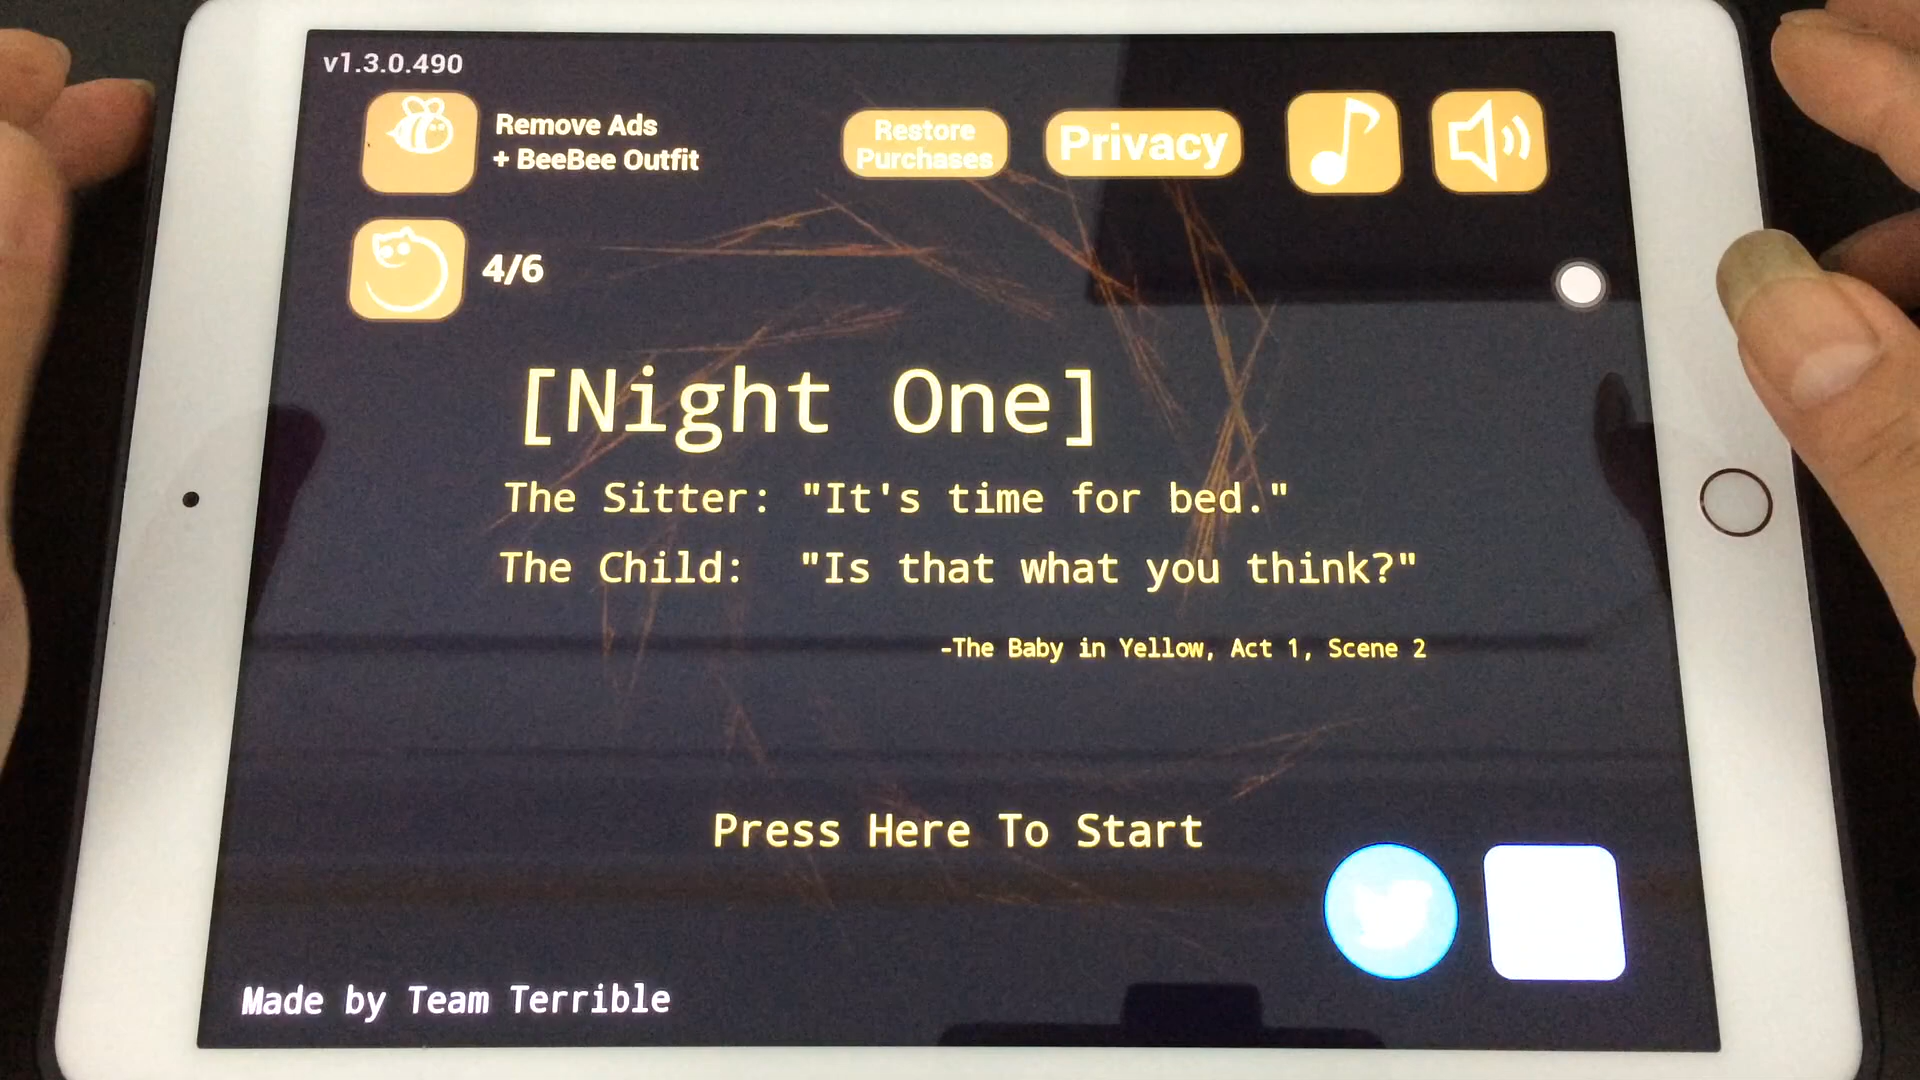 v1.3.0.490
Remove Ads
+ BeeBee Outfit
Restore
Purchases
Privacy
4/6
[Night One]
The Sitter: "It's time for bed."
The Child: "Is that what you think?"
-The Baby in Yellow, Act 1, Scene 2
Press Here To Start
Made by Team Terrible